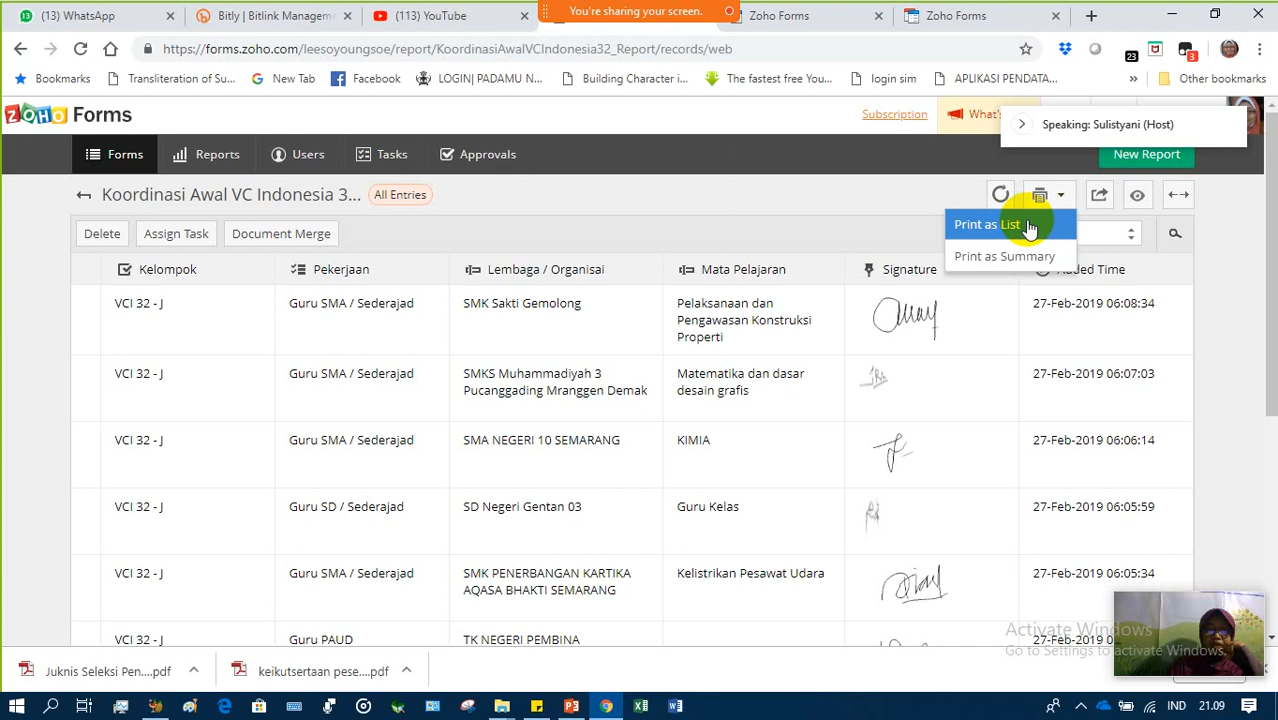 (13) WhatsApp
Bitly | Bitlink Managem
(113) YouTube
You're sharing your screen.
Zoho Forms
Zoho Forms
https://forms.zoho.com/leesoyoungsoe/report/KoordinasiAwalVCIndonesia32_Report/records/web
23
3
Bookmarks
Transliteration of Su...
New Tab
Facebook
LOGIN| PADAMU N...
Building Character i...
The fastest free You...
login sim
APLIKASI PENDATA...
»
Other bookmarks
ZOHO Forms
Subscription
What's
Speaking: Sulistyani (Host)
Forms
Reports
Users
Tasks
Approvals
New Report
Koordinasi Awal VC Indonesia 3...
All Entries
Delete
Assign Task
Document Merge
Print as List
Print as Summary
Kelompok
Pekerjaan
Lembaga / Organisasi
Mata Pelajaran
Signature
Added Time
VCI 32 - J
Guru SMA / Sederajad
SMK Sakti Gemolong
Pelaksanaan dan
Pengawasan Konstruksi
Properti
27-Feb-2019 06:08:34
VCI 32 - J
Guru SMA / Sederajad
SMKS Muhammadiyah 3
Pucanggading Mranggen Demak
Matematika dan dasar
desain grafis
27-Feb-2019 06:07:03
VCI 32 - J
Guru SMA / Sederajad
SMA NEGERI 10 SEMARANG
KIMIA
27-Feb-2019 06:06:14
VCI 32 - J
Guru SD / Sederajad
SD Negeri Gentan 03
Guru Kelas
27-Feb-2019 06:05:59
VCI 32 - J
Guru SMA / Sederajad
SMK PENERBANGAN KARTIKA
AQASA BHAKTI SEMARANG
Kelistrikan Pesawat Udara
27-Feb-2019 06:05:34
VCI 32 - J
Guru PAUD
TK NEGERI PEMBINA
Activate Windows
Go to Settings to activate Windows.
Juknis Seleksi Pen....pdf
keikutsertaan pese....pdf
IND
21.09